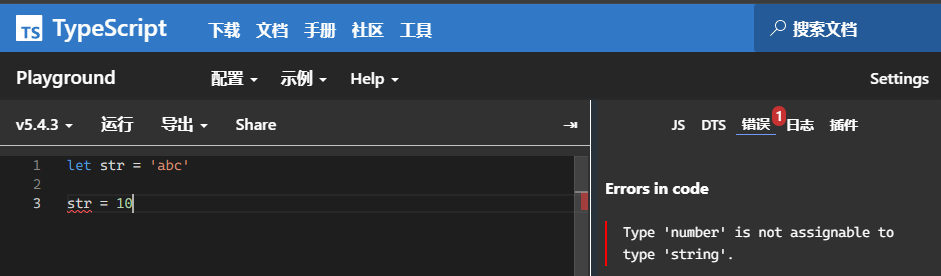 TS TypeScript 下载 文档 手册 社区 工具 搜索文档
Playground 配置 示例 Help Settings
v5.4.3 运行 导出 Share
JS DTS 错误 1 日志 插件
1 let str = 'abc'
2
3 str = 10
Errors in code
Type 'number' is not assignable to
type 'string'.